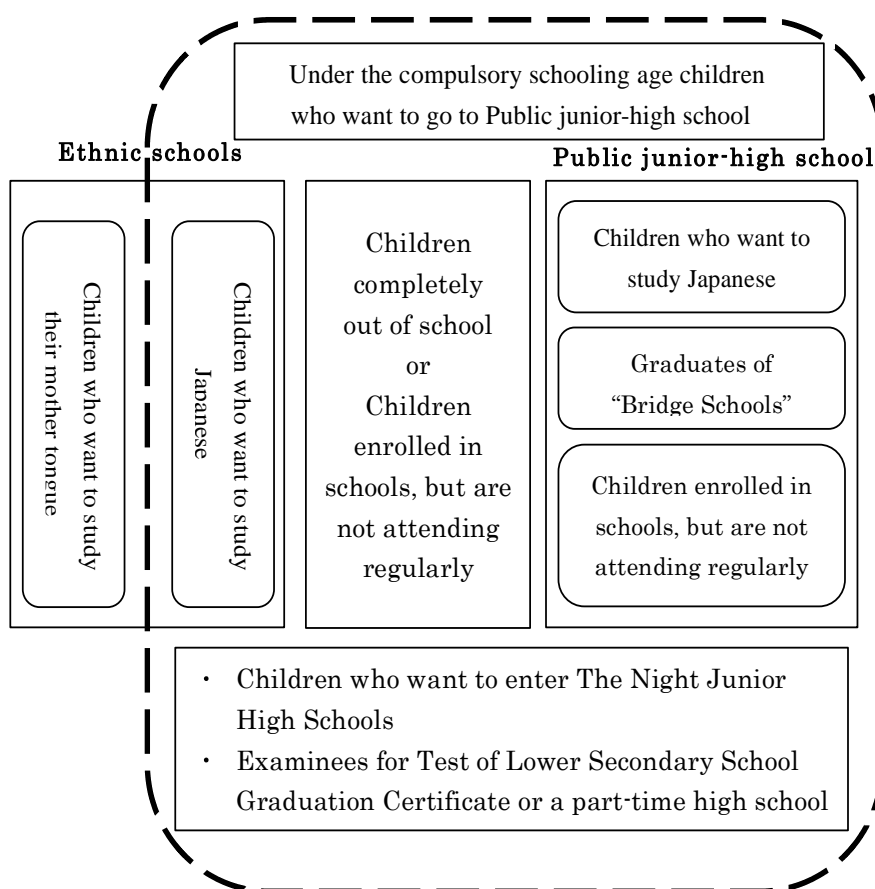 Under the compulsory schooling age children
who want to go to Public junior-high school
Ethnic schools
Public junior-high school
Children who want to study
their mother tongue
Children who want to study
Japanese
Children
completely
out of school
or
Children
enrolled in
schools, but are
not attending
regularly
Children who want to
study Japanese
Graduates of
“Bridge Schools”
Children enrolled in
schools, but are not
attending regularly
・ Children who want to enter The Night Junior
High Schools
・ Examinees for Test of Lower Secondary School
Graduation Certificate or a part-time high school